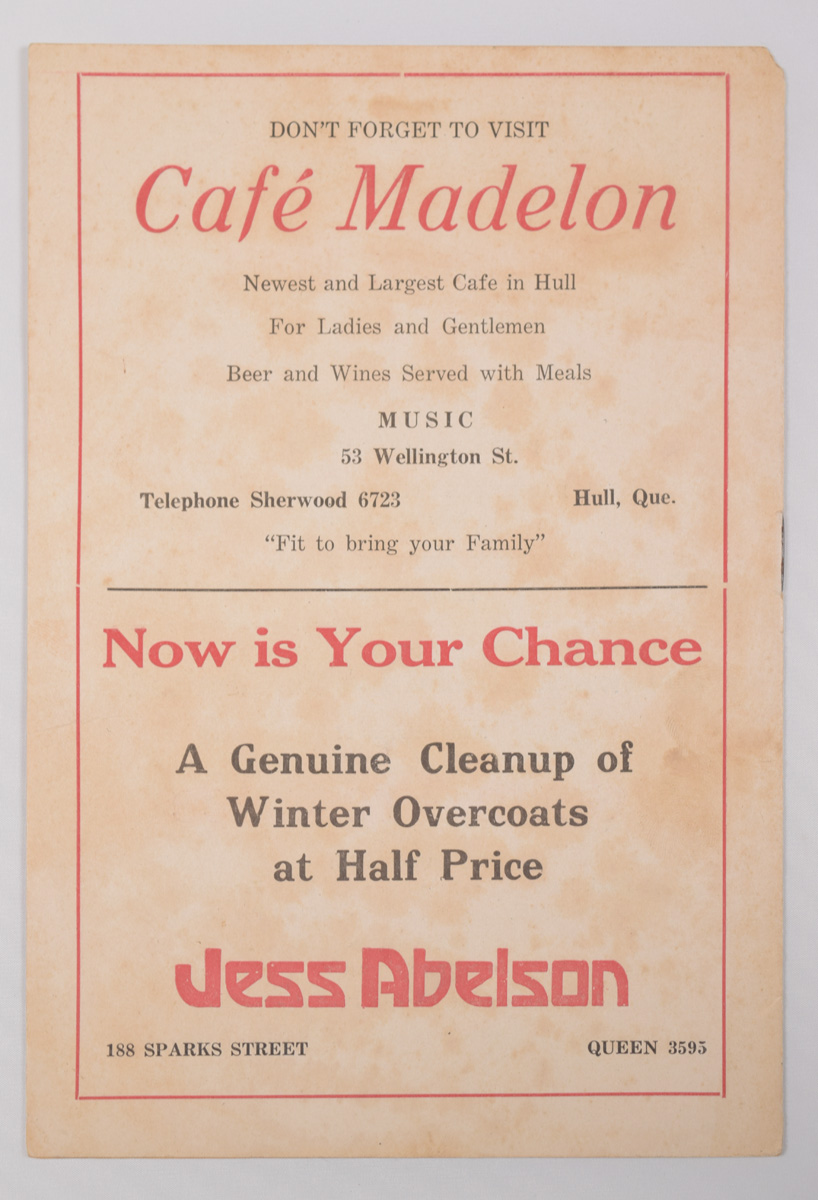 DON'T FORGET TO VISIT
Café Madelon
Newest and Largest Cafe in Hull
For Ladies and Gentlemen
Beer and Wines Served with Meals
MUSIC
53 Wellington St.
Telephone Sherwood 6723 Hull, Que.
“Fit to bring your Family”
Now is Your Chance
A Genuine Cleanup of
Winter Overcoats
at Half Price
Jess Abelson
188 SPARKS STREET QUEEN 3595